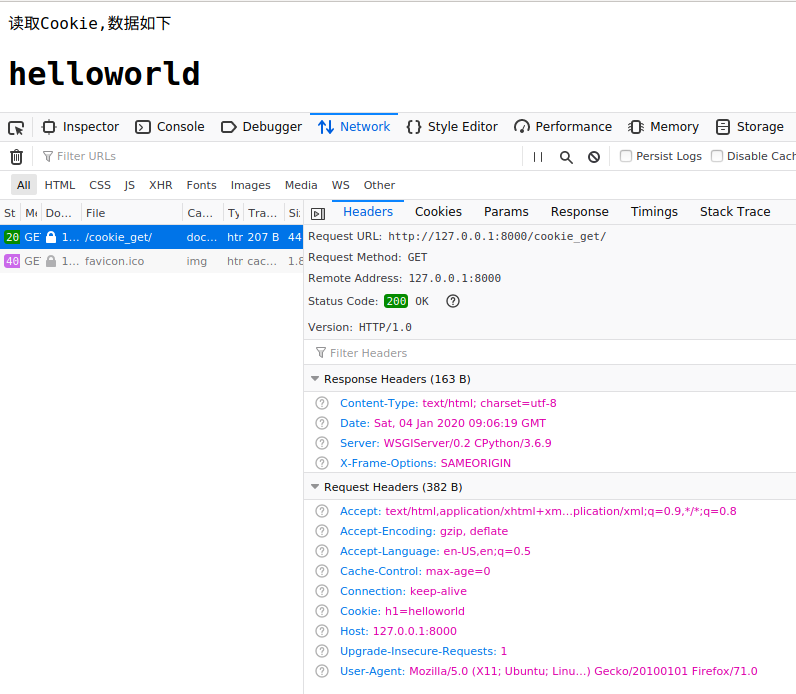 读取Cookie,数据如下
helloworld
Inspector Console Debugger Network Style Editor Performance Memory Storage
Filter URLs Persist Logs Disable Cach
All HTML CSS JS XHR Fonts Images Media WS Other
St Me Do... File Ca... Ty Tra... Si
Headers Cookies Params Response Timings Stack Trace
20 GE 1... /cookie_get/ doc... htr 207 B 44
40 GE 1... favicon.ico img htr cac... 1.8
Request URL: http://127.0.0.1:8000/cookie_get/
Request Method: GET
Remote Address: 127.0.0.1:8000
Status Code: 200 OK
Version: HTTP/1.0
Filter Headers
Response Headers (163 B)
Content-Type: text/html; charset=utf-8
Date: Sat, 04 Jan 2020 09:06:19 GMT
Server: WSGIServer/0.2 CPython/3.6.9
X-Frame-Options: SAMEORIGIN
Request Headers (382 B)
Accept: text/html,application/xhtml+xm...plication/xml;q=0.9,*/*;q=0.8
Accept-Encoding: gzip, deflate
Accept-Language: en-US,en;q=0.5
Cache-Control: max-age=0
Connection: keep-alive
Cookie: h1=helloworld
Host: 127.0.0.1:8000
Upgrade-Insecure-Requests: 1
User-Agent: Mozilla/5.0 (X11; Ubuntu; Linu...) Gecko/20100101 Firefox/71.0